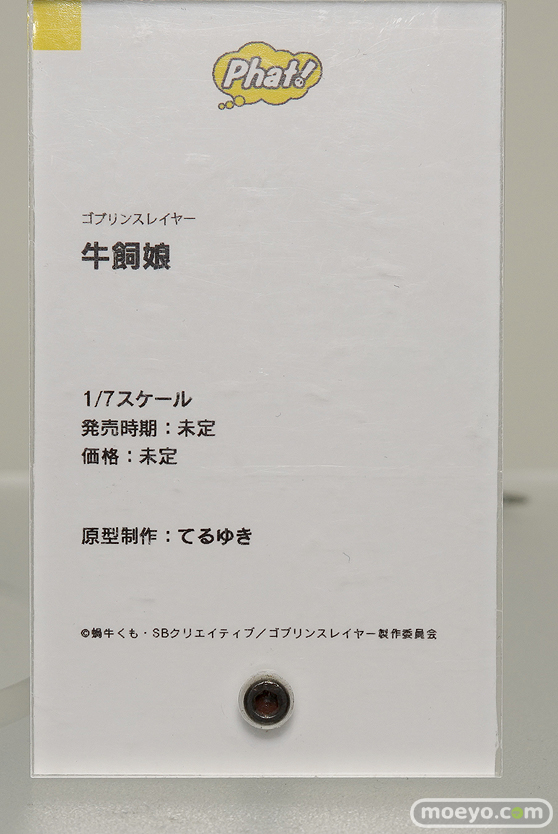 Phat!
ゴブリンスレイヤー
牛飼娘
1/7スケール
発売時期：未定
価格：未定
原型制作：てるゆき
©蝸牛くも・SBクリエイティブ／ゴブリンスレイヤー製作委員会
moeyo.com